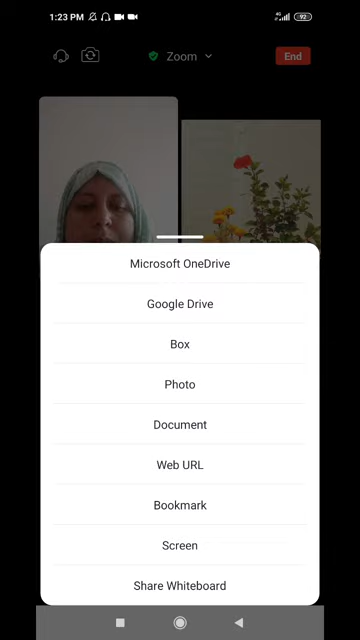 1:23 PM
4G
92
Zoom
End
Microsoft OneDrive
Google Drive
Box
Photo
Document
Web URL
Bookmark
Screen
Share Whiteboard